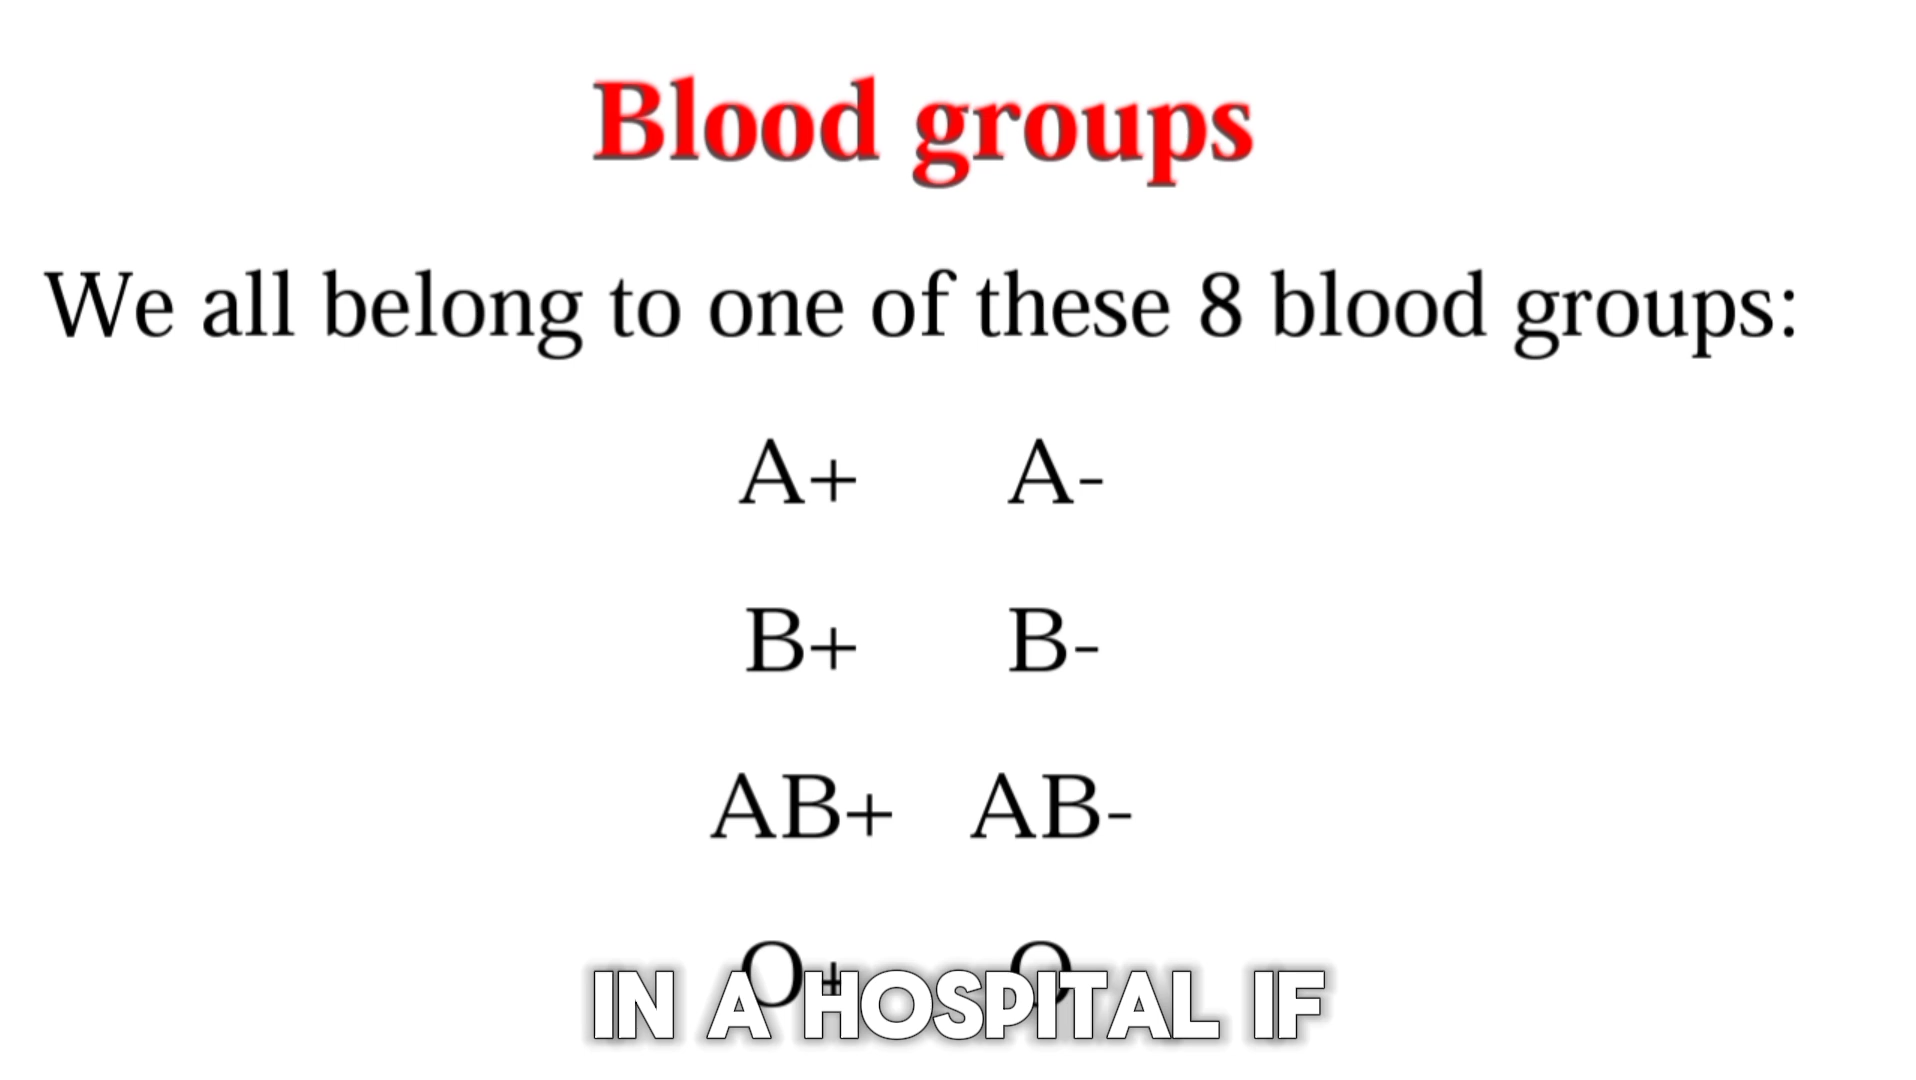 Blood groups
We all belong to one of these 8 blood groups:
A+ A-
B+ B-
AB+ AB-
O+ O
IN A HOSPITAL IF